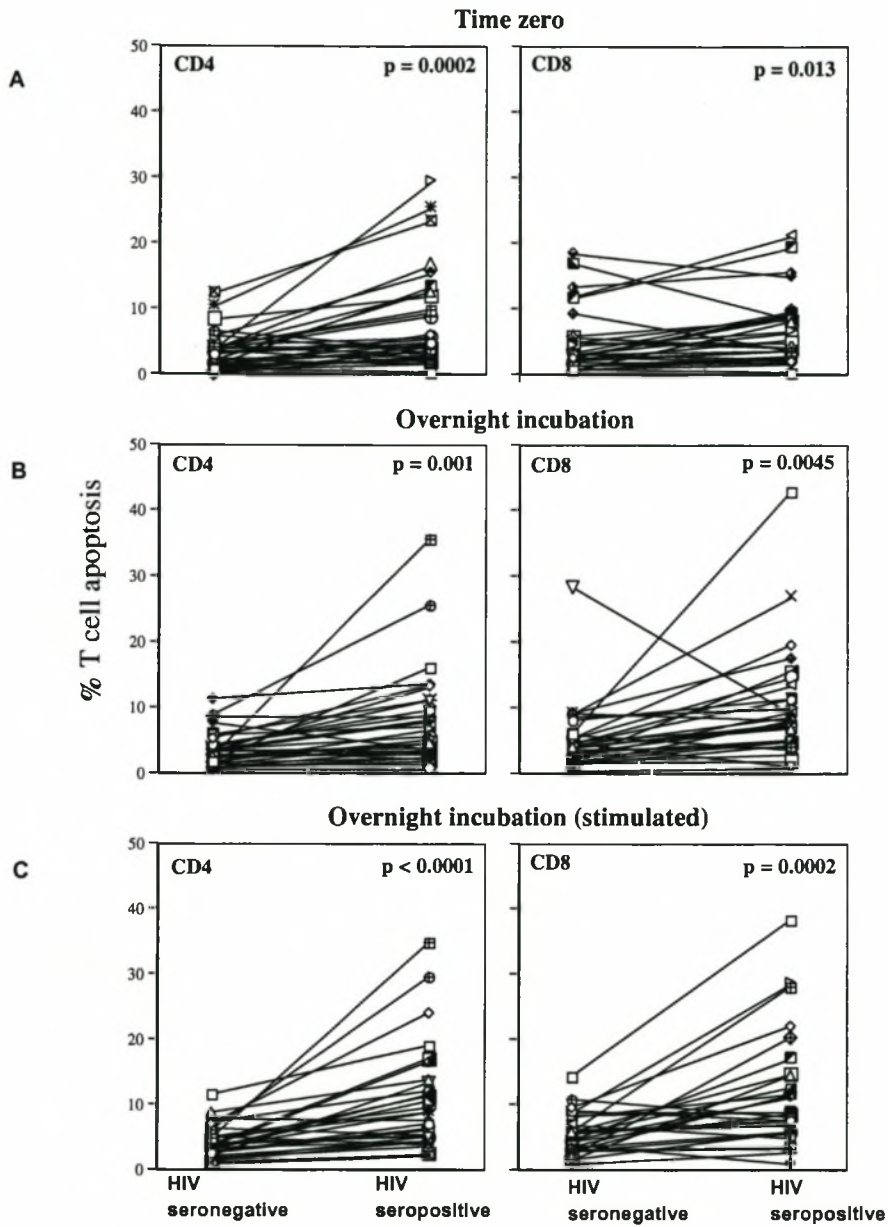 Time zero
A
CD4 p = 0.0002
CD8 p = 0.013
50
40
30
20
10
0
Overnight incubation
B
CD4 p = 0.001
CD8 p = 0.0045
50
40
30
20
10
0
% T cell apoptosis
Overnight incubation (stimulated)
C
CD4 p < 0.0001
CD8 p = 0.0002
50
40
30
20
10
0
HIV seronegative
HIV seropositive
HIV seronegative
HIV seropositive